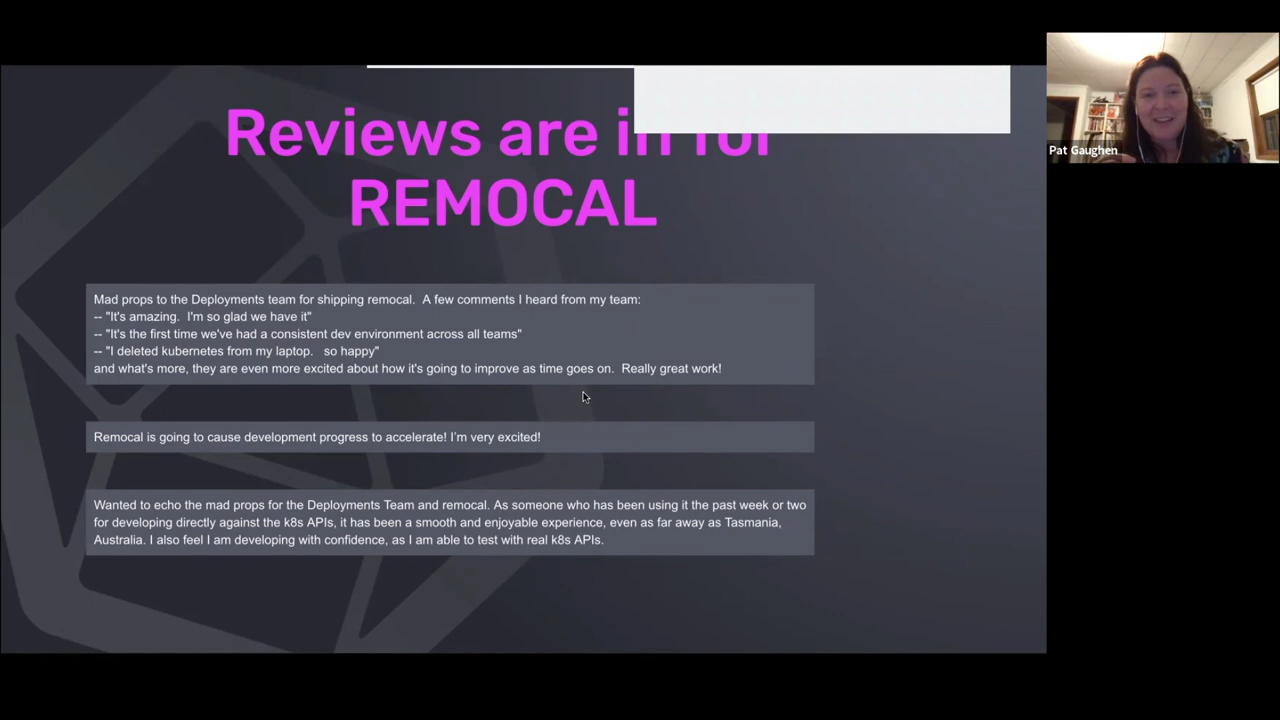 Reviews are in for
REMOCAL
Pat Gaughen
Mad props to the Deployments team for shipping remocal.  A few comments I heard from my team:
-- "It's amazing.  I'm so glad we have it"
-- "It's the first time we've had a consistent dev environment across all teams"
-- "I deleted kubernetes from my laptop.   so happy"
and what's more, they are even more excited about how it's going to improve as time goes on.  Really great work!
Remocal is going to cause development progress to accelerate! I’m very excited!
Wanted to echo the mad props for the Deployments Team and remocal. As someone who has been using it the past week or two
for developing directly against the k8s APIs, it has been a smooth and enjoyable experience, even as far away as Tasmania,
Australia. I also feel I am developing with confidence, as I am able to test with real k8s APIs.